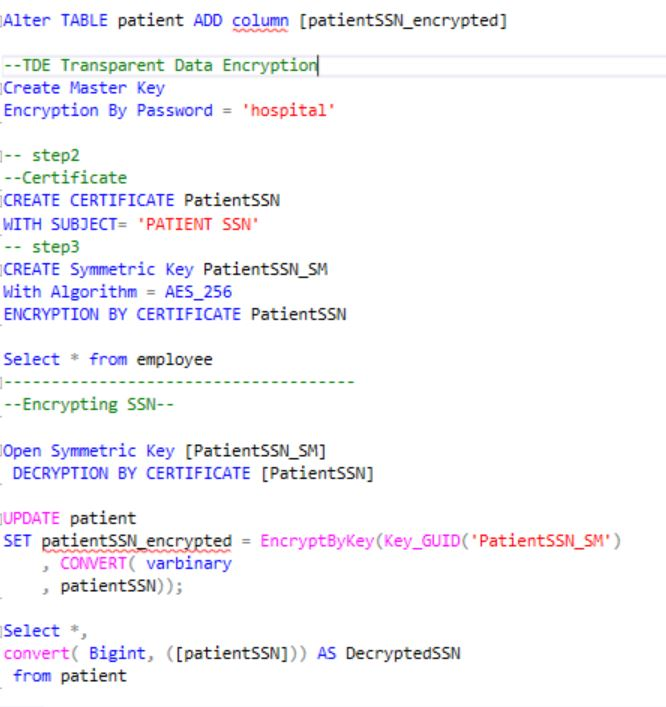 Alter TABLE patient ADD column [patientSSN_encrypted]
--TDE Transparent Data Encryption
Create Master Key
Encryption By Password = 'hospital'
-- step2
--Certificate
CREATE CERTIFICATE PatientSSN
WITH SUBJECT= 'PATIENT SSN'
-- step3
CREATE Symmetric Key PatientSSN_SM
With Algorithm = AES_256
ENCRYPTION BY CERTIFICATE PatientSSN
Select * from employee
-----------------------------------
--Encrypting SSN--
Open Symmetric Key [PatientSSN_SM]
DECRYPTION BY CERTIFICATE [PatientSSN]
UPDATE patient
SET patientSSN_encrypted = EncryptByKey(Key_GUID('PatientSSN_SM')
, CONVERT( varbinary
, patientSSN));
Select *,
convert( Bigint, ([patientSSN])) AS DecryptedSSN
from patient